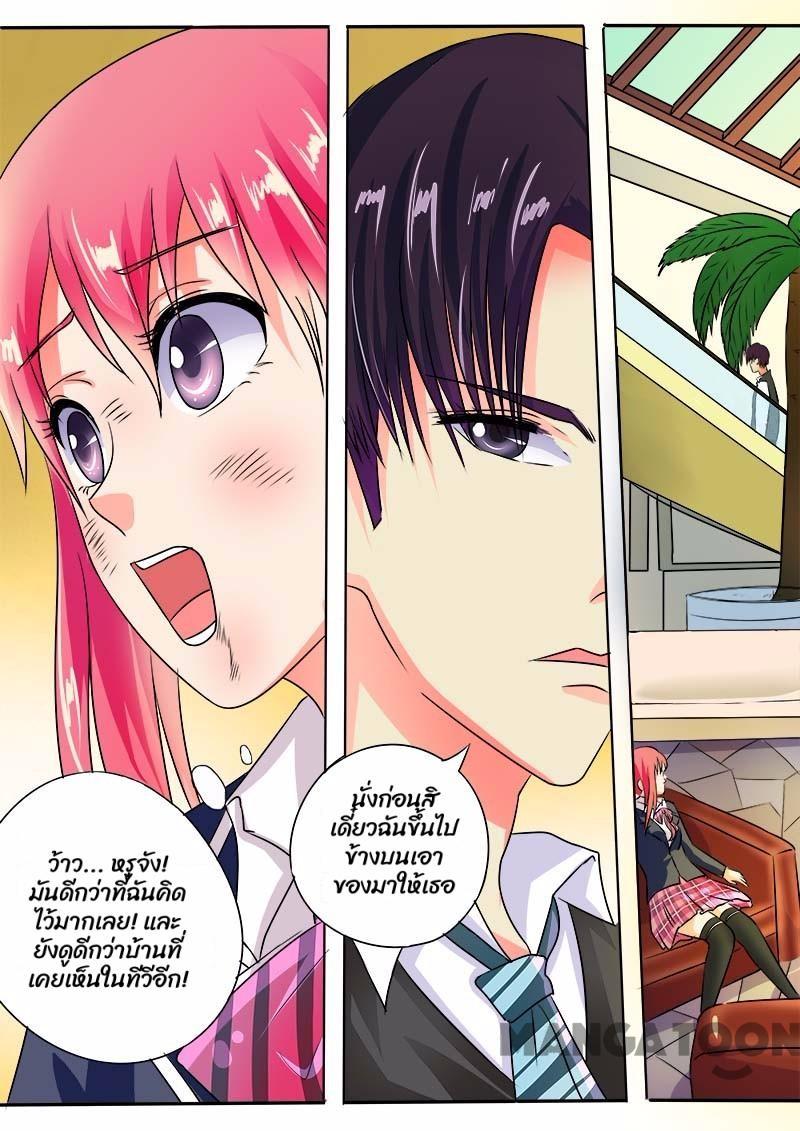 ว้าว... หรูจัง!
มันดีกว่าที่ฉันคิด
ไว้มากเลย! และ
ยังดูดีกว่าบ้านที่
เคยเห็นในทีวีอีก!
นั่งก่อนสิ
เดี๋ยวฉันขึ้นไป
ข้างบนเอา
ของมาให้เธอ
MANGATOON